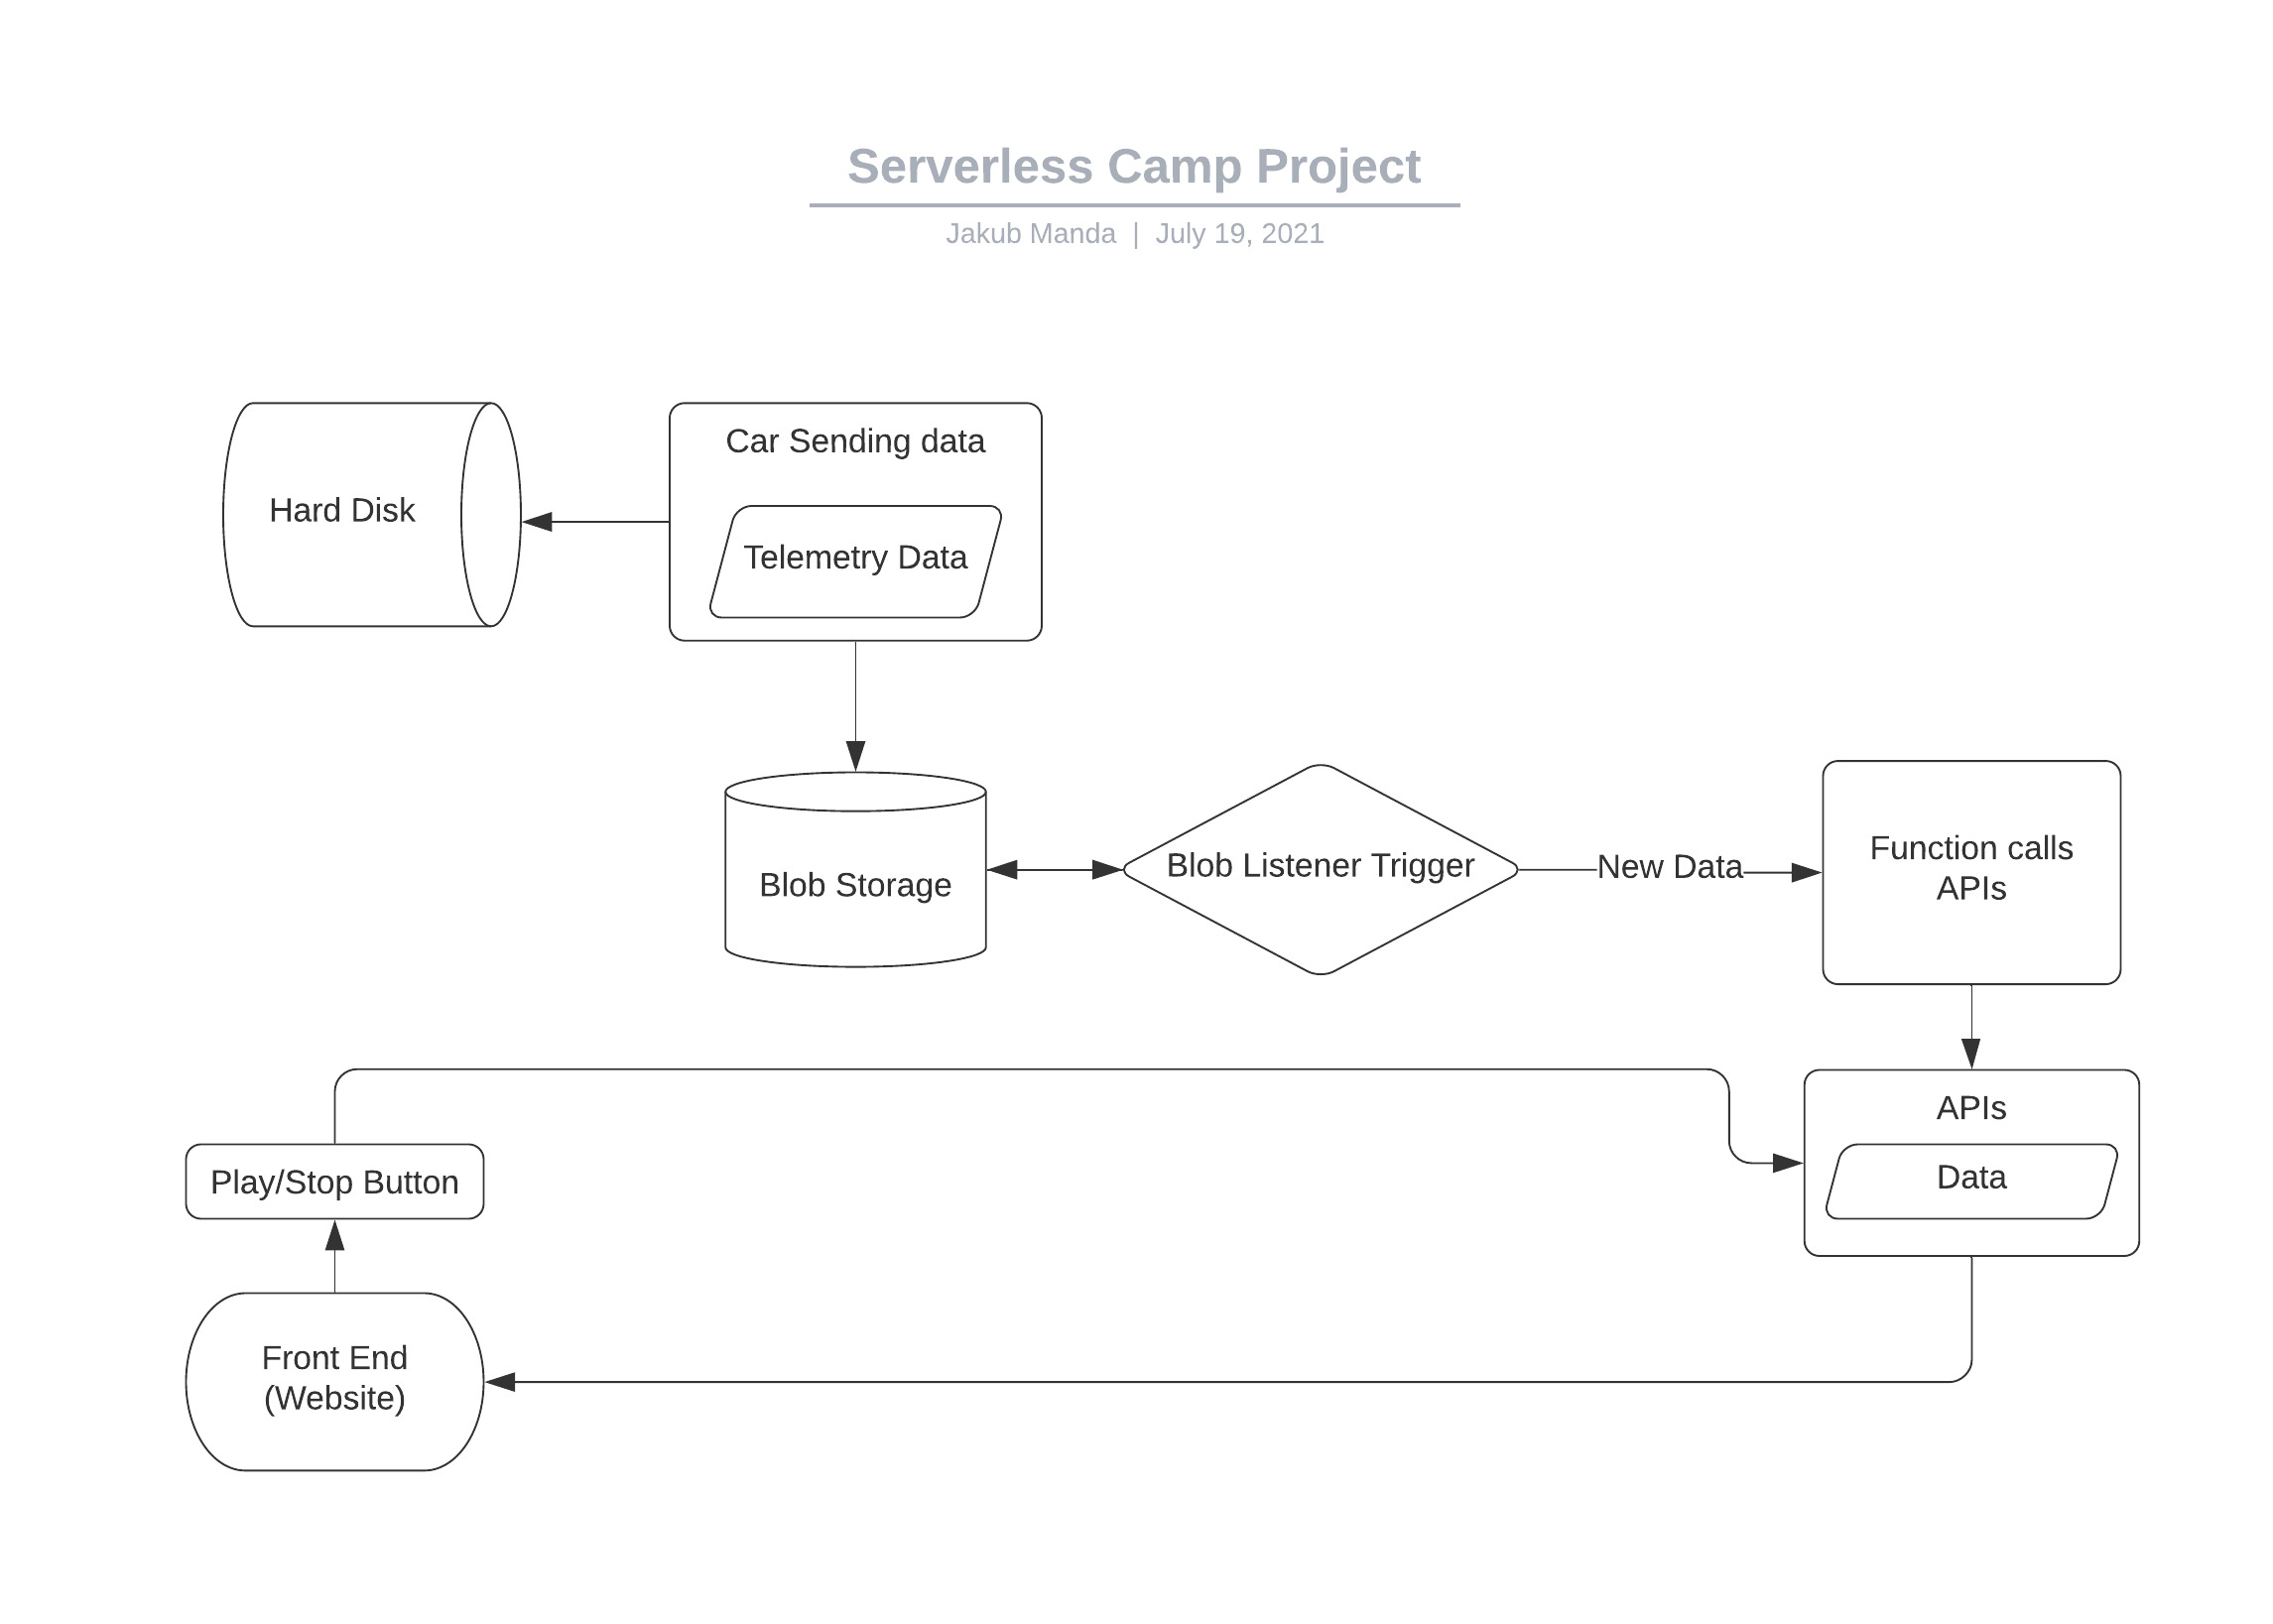 Serverless Camp Project
Jakub Manda | July 19, 2021
Car Sending data
Hard Disk
Telemetry Data
Blob Storage
Blob Listener Trigger
New Data
Function calls
APIs
APIs
Data
Play/Stop Button
Front End
(Website)